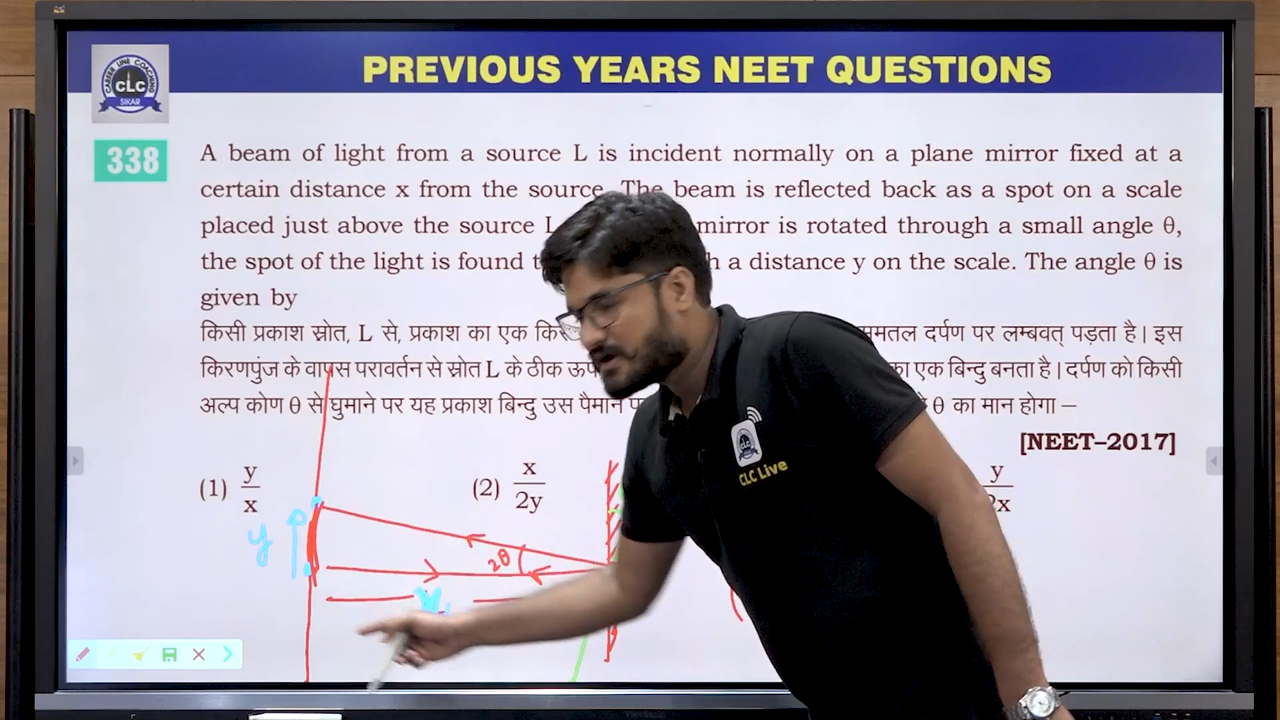 PREVIOUS YEARS NEET QUESTIONS
CAREER LINE COACHING
CLC
SIKAR
338
A beam of light from a source L is incident normally on a plane mirror fixed at a
certain distance x from the source. The beam is reflected back as a spot on a scale
placed just above the source L mirror is rotated through a small angle θ,
the spot of the light is found a distance y on the scale. The angle θ is
given by
किसी प्रकाश स्रोत, L से, प्रकाश का एक समतल दर्पण पर लम्बवत् पड़ता है। इस
किरणपुंज के वापस परावर्तन से स्रोत L के ठीक का एक बिन्दु बनता है। दर्पण को किसी
अल्प कोण θ से घुमाने पर यह प्रकाश बिन्दु उस पैमाने θ का मान होगा –
[NEET–2017]
(1) y/x (2) x/2y y/2x
y
2θ
CLC Live